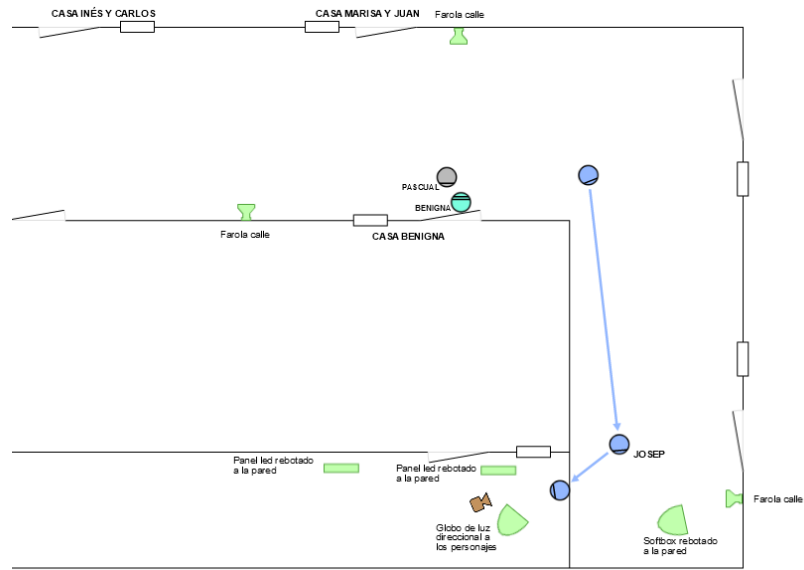 CASA INÉS Y CARLOS
CASA MARISA Y JUAN
Farola calle
PASCUAL
BENIGNA
Farola calle
CASA BENIGNA
JOSEP
Panel led rebotado
a la pared
Panel led rebotado
a la pared
Farola calle
Globo de luz
direccional a
los personajes
Softbox rebotado
a la pared